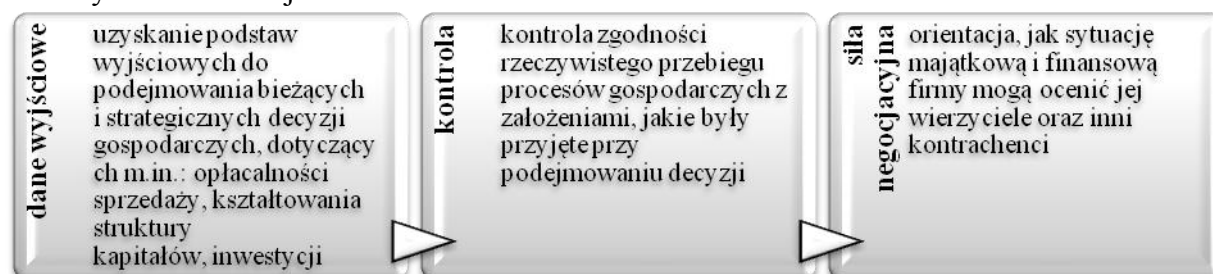 dane wyjściowe
uzyskanie podstaw
wyjściowych do
podejmowania bieżących
i strategicznych decyzji
gospodarczych, dotyczący
ch m.in.: opłacalności
sprzedaży, kształtowania
struktury
kapitałów, inwestycji
kontrola
kontrola zgodności
rzeczywistego przebiegu
procesów gospodarczych z
założeniami, jakie były
przyjęte przy
podejmowaniu decyzji
siła
negocjacyjna
orientacja, jak sytuację
majątkową i finansową
firmy mogą ocenić jej
wierzyciele oraz inni
kontrachenci